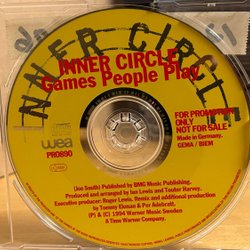 INNER CIRCLE
INNER CIRCLE
Games People Play
FOR PROMOTION
ONLY
NOT FOR SALE
Made in Germany.
GEMA / BIEM
wea
PRO890
(Joe South) Published by BMG Music Publishing.
Produced and arranged by Ian Lewis and Touter Harvey.
Executive producer: Roger Lewis. Remix and additional production
by Tommy Ekman & Per Adebratt.
(P) & (C) 1994 Warner Music Sweden
A Time Warner Company.